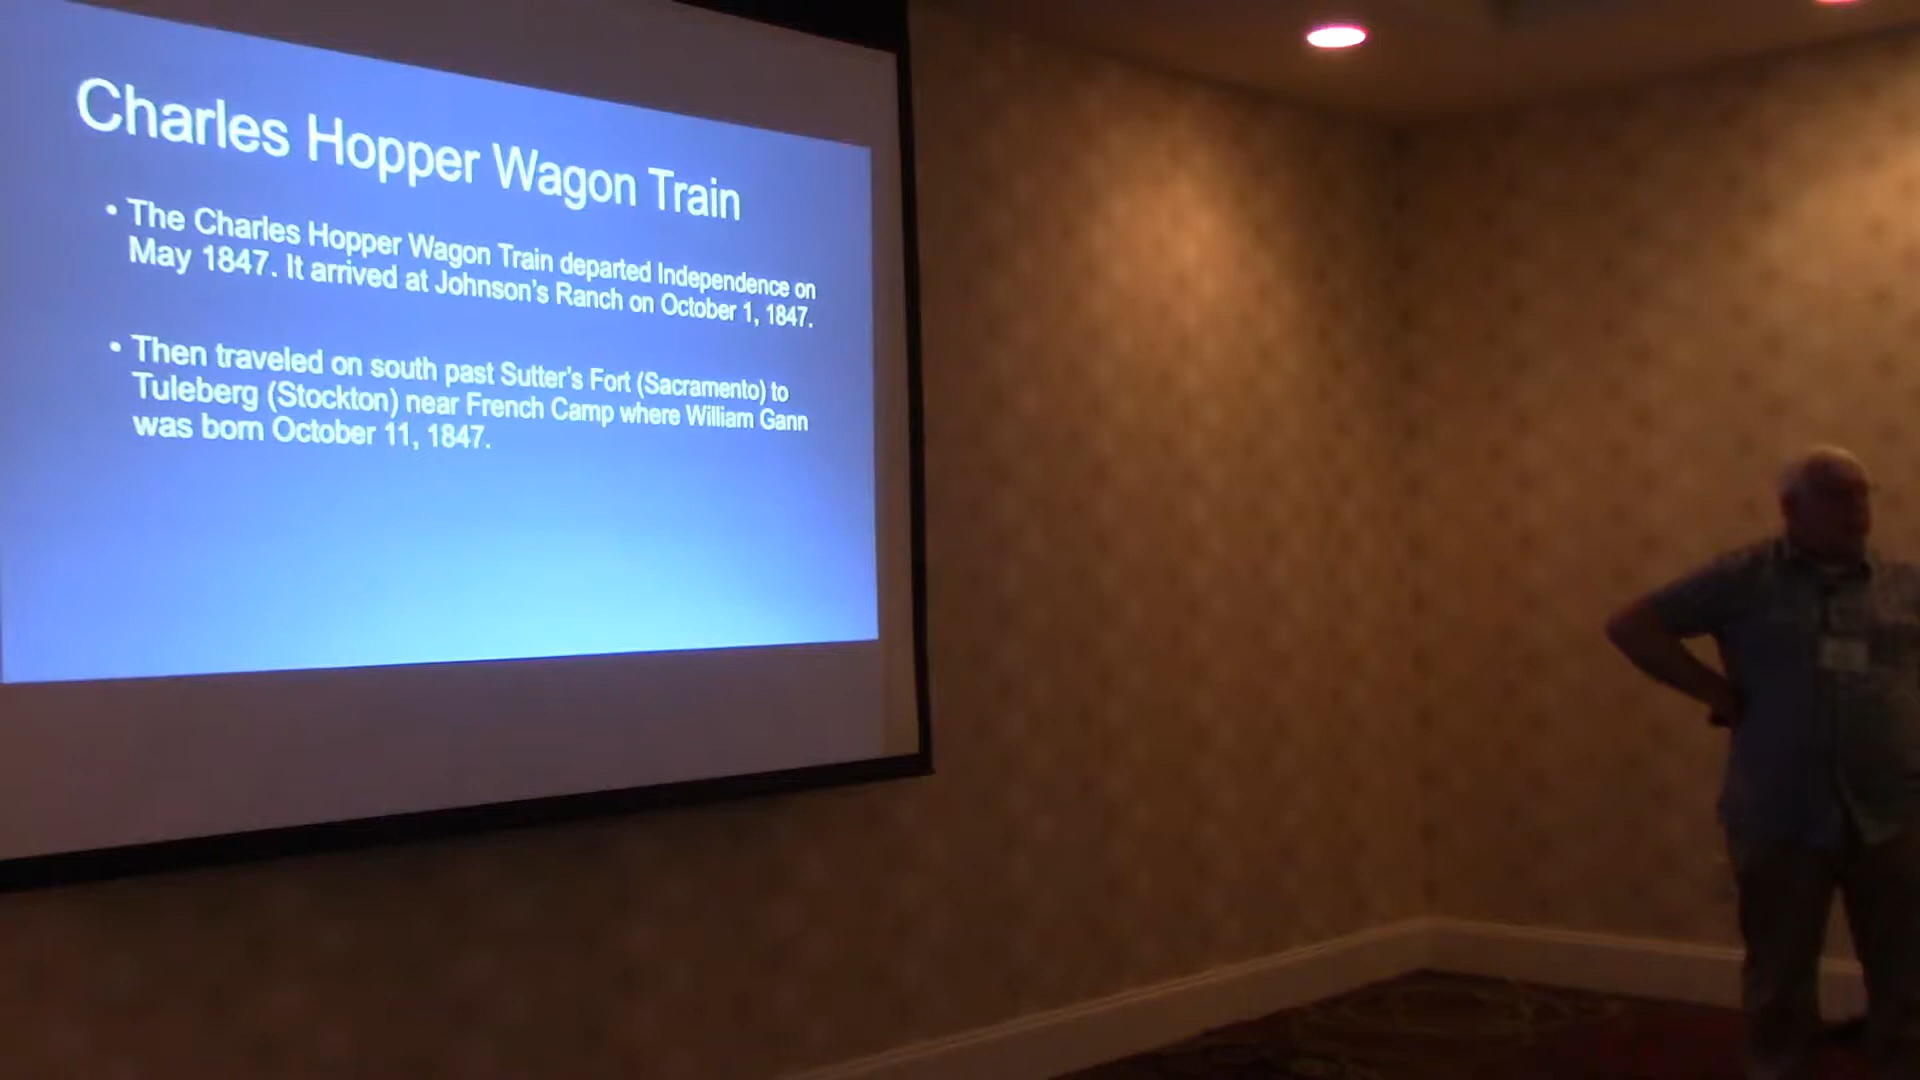 Charles Hopper Wagon Train
• The Charles Hopper Wagon Train departed Independence on
May 1847. It arrived at Johnson's Ranch on October 1, 1847.
• Then traveled on south past Sutter's Fort (Sacramento) to
Tuleberg (Stockton) near French Camp where William Gann
was born October 11, 1847.